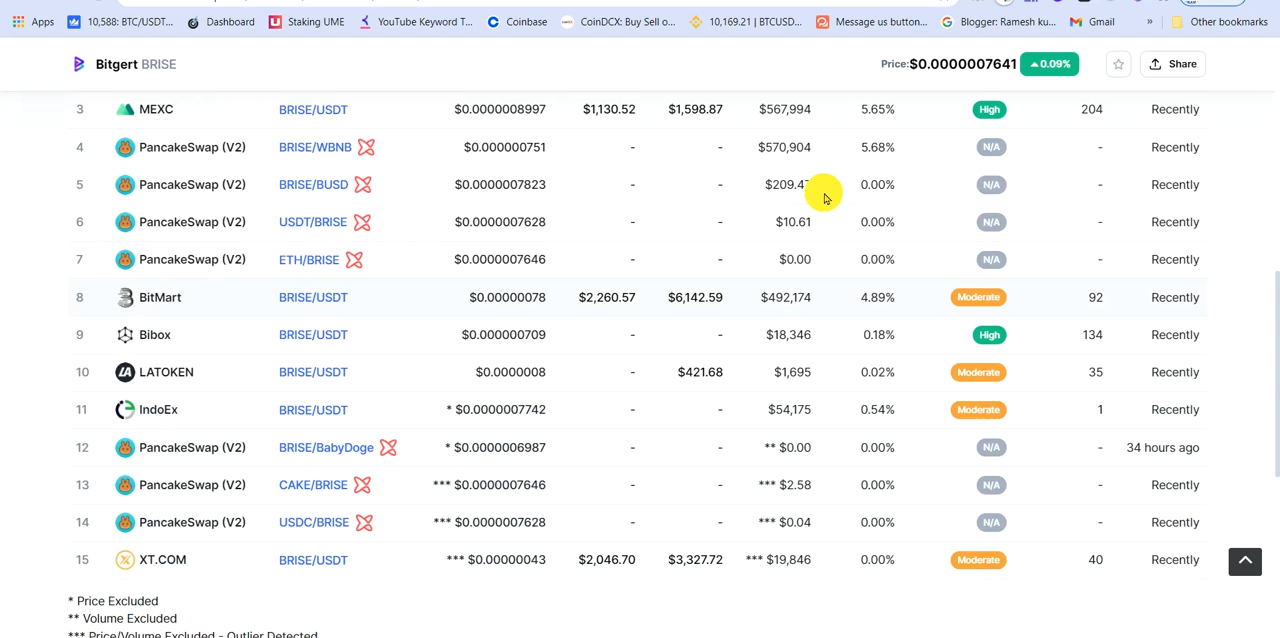 Apps 10,588: BTC/USDT... Dashboard Staking UME YouTube Keyword T... Coinbase CoinDCX: Buy Sell o... 10,169.21 | BTCUSD... Message us button... Blogger: Ramesh ku... Gmail » Other bookmarks
Bitgert BRISE Price:$0.0000007641 0.09% Share
3 MEXC BRISE/USDT $0.0000008997 $1,130.52 $1,598.87 $567,994 5.65% High 204 Recently
4 PancakeSwap (V2) BRISE/WBNB $0.000000751 - - $570,904 5.68% N/A - Recently
5 PancakeSwap (V2) BRISE/BUSD $0.0000007823 - - $209.47 0.00% N/A - Recently
6 PancakeSwap (V2) USDT/BRISE $0.0000007628 - - $10.61 0.00% N/A - Recently
7 PancakeSwap (V2) ETH/BRISE $0.0000007646 - - $0.00 0.00% N/A - Recently
8 BitMart BRISE/USDT $0.00000078 $2,260.57 $6,142.59 $492,174 4.89% Moderate 92 Recently
9 Bibox BRISE/USDT $0.000000709 - - $18,346 0.18% High 134 Recently
10 LATOKEN BRISE/USDT $0.0000008 - $421.68 $1,695 0.02% Moderate 35 Recently
11 IndoEx BRISE/USDT * $0.0000007742 - - $54,175 0.54% Moderate 1 Recently
12 PancakeSwap (V2) BRISE/BabyDoge * $0.0000006987 - - ** $0.00 0.00% N/A - 34 hours ago
13 PancakeSwap (V2) CAKE/BRISE *** $0.0000007646 - - *** $2.58 0.00% N/A - Recently
14 PancakeSwap (V2) USDC/BRISE *** $0.0000007628 - - *** $0.04 0.00% N/A - Recently
15 XT.COM BRISE/USDT *** $0.00000043 $2,046.70 $3,327.72 *** $19,846 0.00% Moderate 40 Recently
* Price Excluded
** Volume Excluded
*** Price/Volume Excluded - Outlier Detected